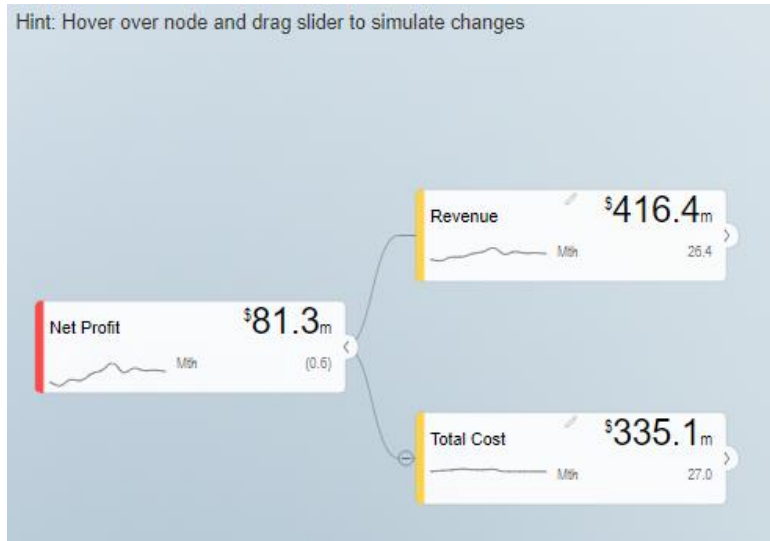 Hint: Hover over node and drag slider to simulate changes
Revenue
$416.4m
Mth
26.4
Net Profit
$81.3m
Mth
(0.6)
Total Cost
$335.1m
Mth
27.0